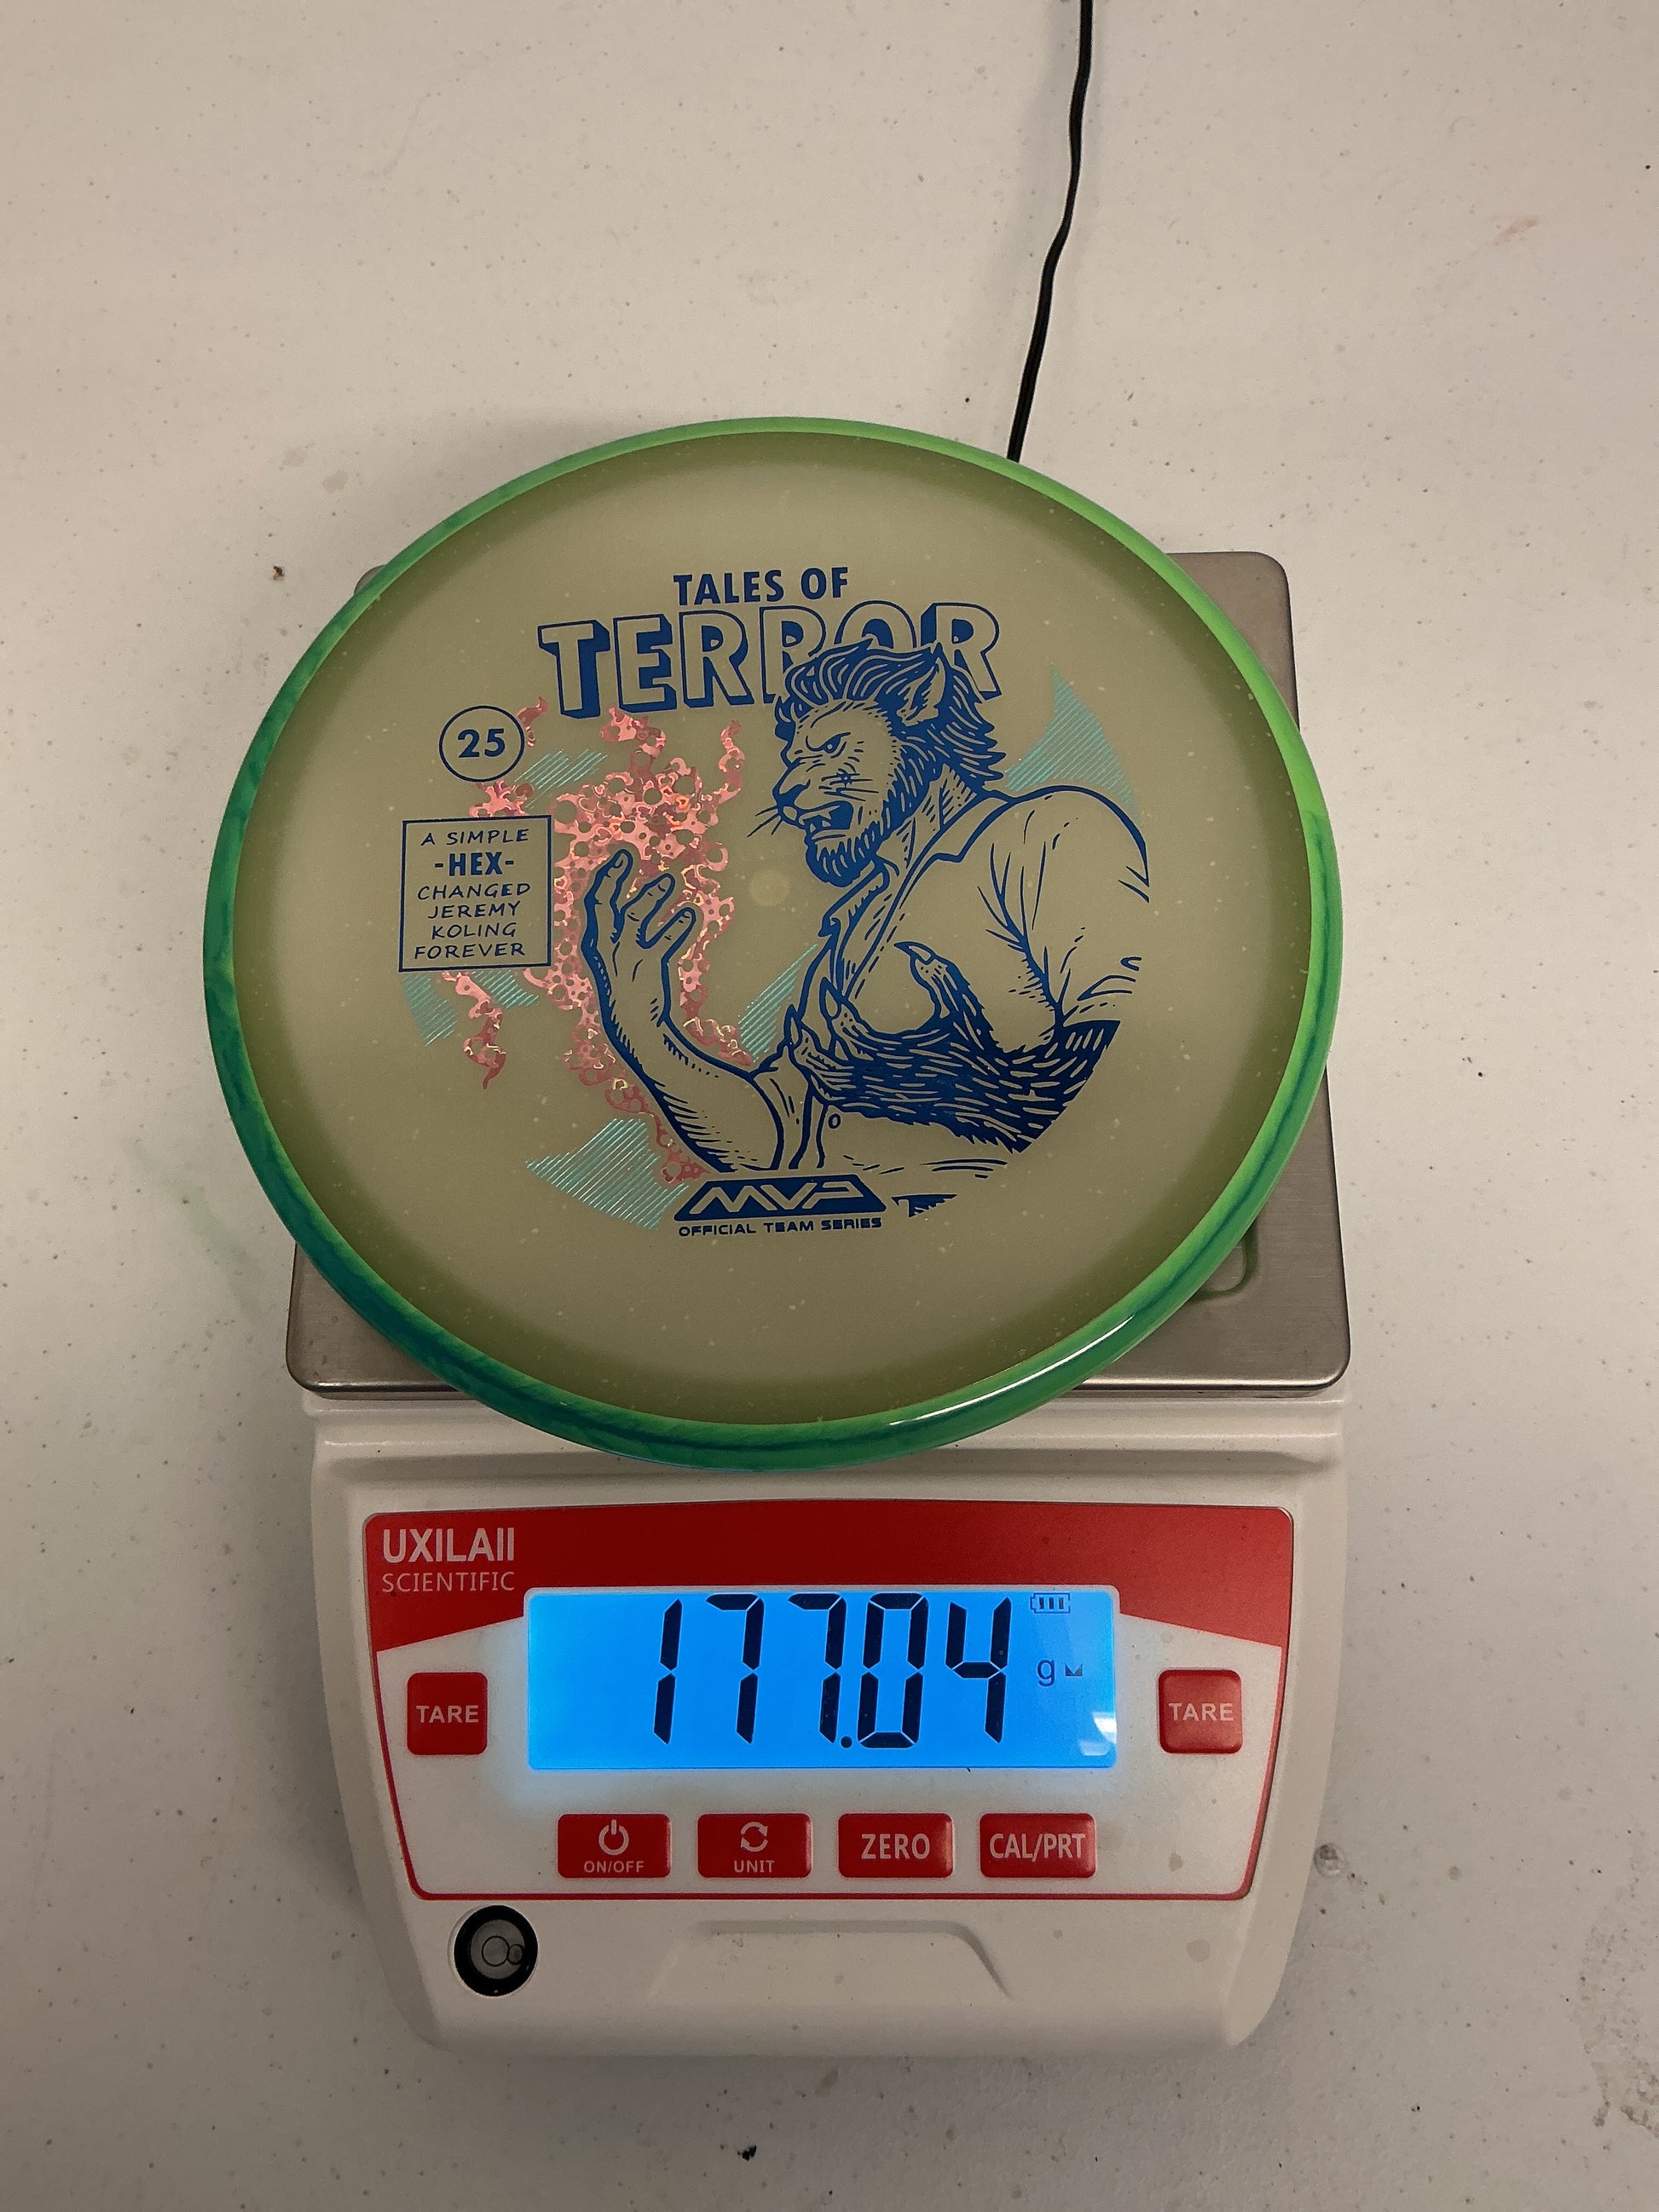 TALES OF
TERROR
25
A SIMPLE
-HEX-
CHANGED
JEREMY
KOLING
FOREVER
MVP
OFFICIAL TEAM SERIES
UXILAII
SCIENTIFIC
177.04 g
TARE
TARE
ON/OFF
UNIT
ZERO
CAL/PRT